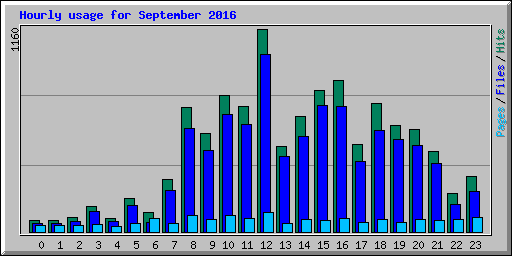 Hourly usage for September 2016
1160
Pages/Files/Hits
0 1 2 3 4 5 6 7 8 9 10 11 12 13 14 15 16 17 18 19 20 21 22 23